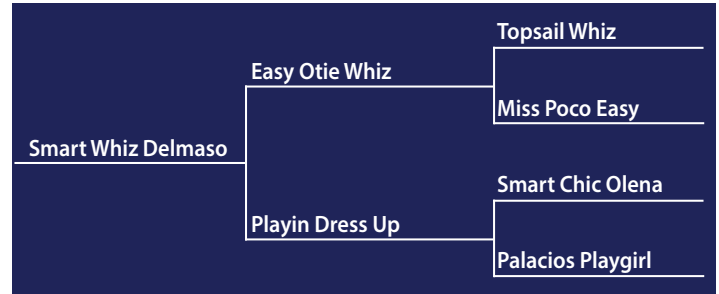 Topsail Whiz
Easy Otie Whiz
Miss Poco Easy
Smart Whiz Delmaso
Smart Chic Olena
Playin Dress Up
Palacios Playgirl